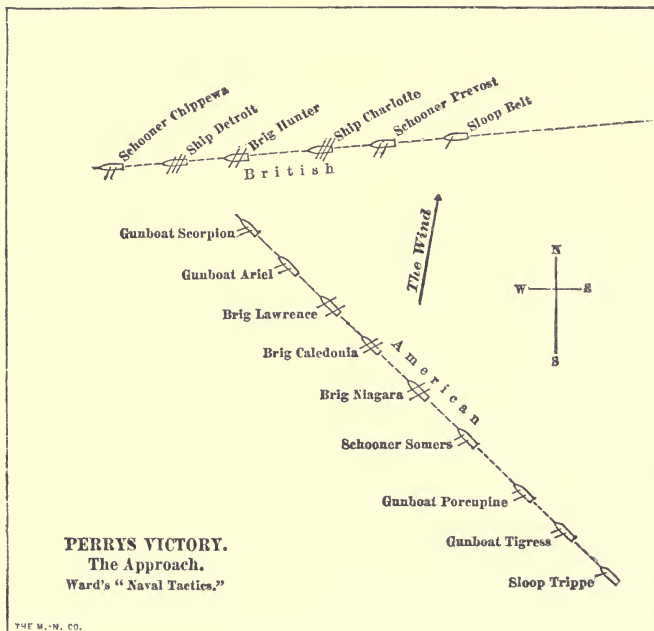 Schooner Chippewa
Ship Detroit
Brig Hunter
Ship Charlotte
Schooner Prevost
Sloop Belt
British
The Wind
N
W
E
S
Gunboat Scorpion
Gunboat Ariel
Brig Lawrence
Brig Caledonia
American
Brig Niagara
Schooner Somers
Gunboat Porcupine
Gunboat Tigress
Sloop Trippe
PERRYS VICTORY.
The Approach.
Ward's “ Naval Tactics.”
THE M.-N. CO.